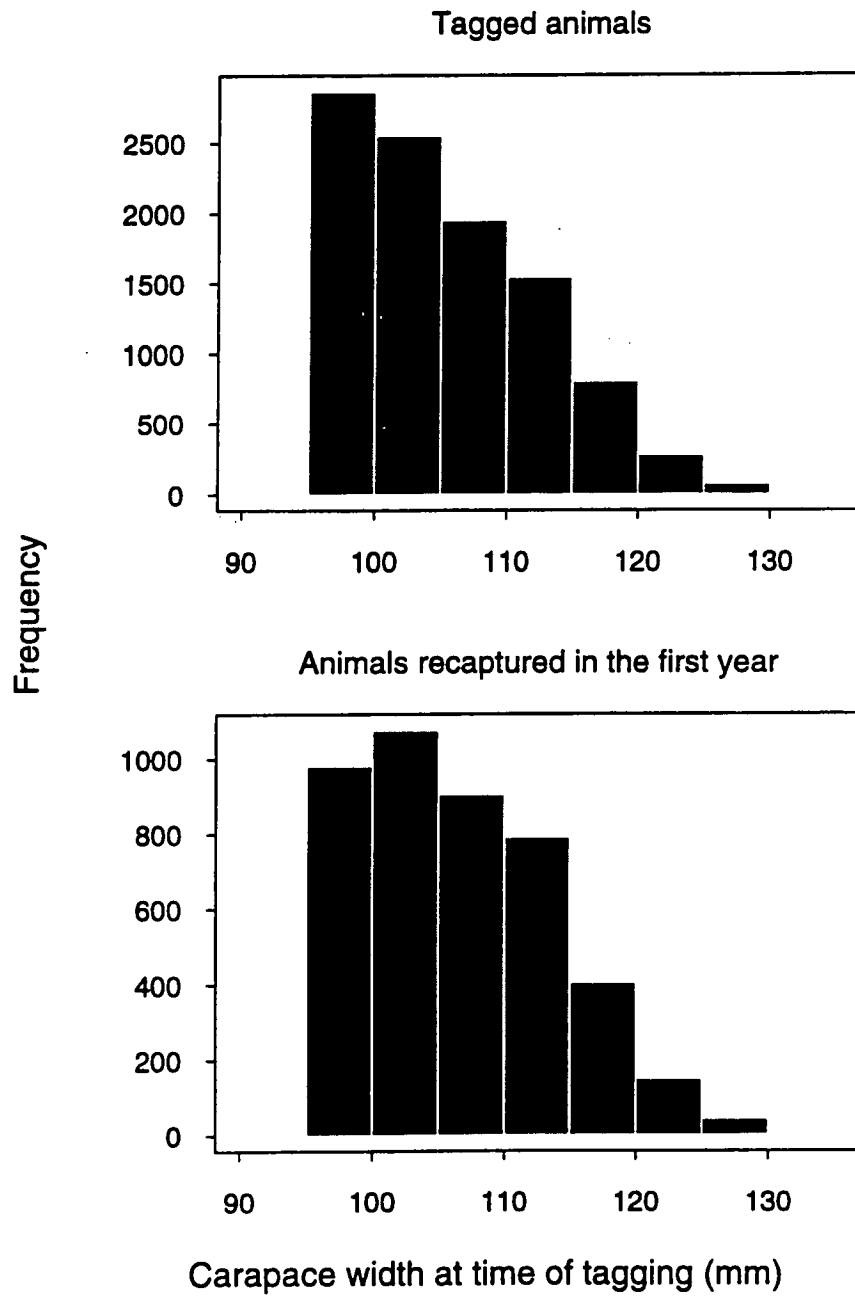 Tagged animals
2500
2000
1500
1000
500
0
90 100 110 120 130
Frequency
Animals recaptured in the first year
1000
800
600
400
200
0
90 100 110 120 130
Carapace width at time of tagging (mm)